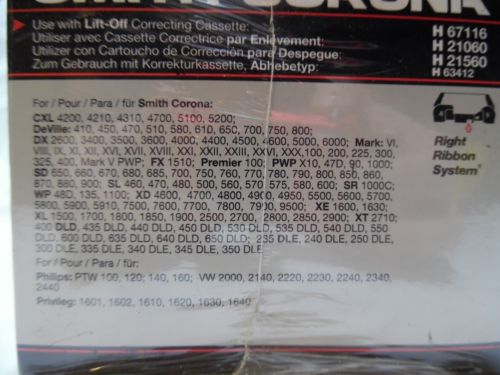 SMITH CORONA
Use with Lift-Off Correcting Cassette:
Utiliser avec Cassette Correctrice par Enlevement:
Utilizer con Cartoucho de Corrección para Despegue:
Zum Gebrauch mit Korrekturkassette, Abhebetyp:
H 67116
H 21060
H 21560
H 63412
Right
Ribbon
System
For / Pour / Para / für Smith Corona:
CXL 4200, 4210, 4310, 4700, 5100, 5200;
DeVille: 410, 450, 470, 510, 580, 610, 650, 700, 750, 800;
DX 2600, 3400, 3500, 3600, 4000, 4400, 4500, 4600, 5000, 6000; Mark: VI,
VIII, IX, XI, XII, XVI, XVII, XVIII, XXI, XXII, XXIII, XXVI, XXX,100, 200, 225, 300,
325, 400, Mark V PWP; FX 1510; Premier 100; PWP X10, 47D, 90, 1000;
SD 650, 660, 670, 680, 685, 700, 750, 760, 770, 780, 790, 800, 850, 860,
870, 880, 900; SL 460, 470, 480, 500, 560, 570, 575, 580, 600; SR 1000C;
WP 480, 135, 1100; XD 4600, 4700, 4800, 4900, 4950, 5500, 5600, 5700,
5800, 5900, 5910, 7500, 7600, 7700, 7800, 7910, 9500; XE 1600, 1630;
XL 1500, 1700, 1800, 1850, 1900, 2500, 2700, 2800, 2850, 2900; XT 2710;
400 DLD, 435 DLD, 440 DLD, 450 DLD, 530 DLD, 535 DLD, 540 DLD, 550
DLD, 600 DLD, 635 DLD, 640 DLD, 650 DLD; 235 DLE, 240 DLE, 250 DLE,
300 DLE, 335 DLE, 340 DLE, 345 DLE, 350 DLE
For / Pour / Para / für:
Philips: PTW 100, 120; 140, 160; VW 2000, 2140, 2220, 2230, 2240, 2340,
2440
Privileg: 1601, 1602, 1610, 1620, 1630, 1640